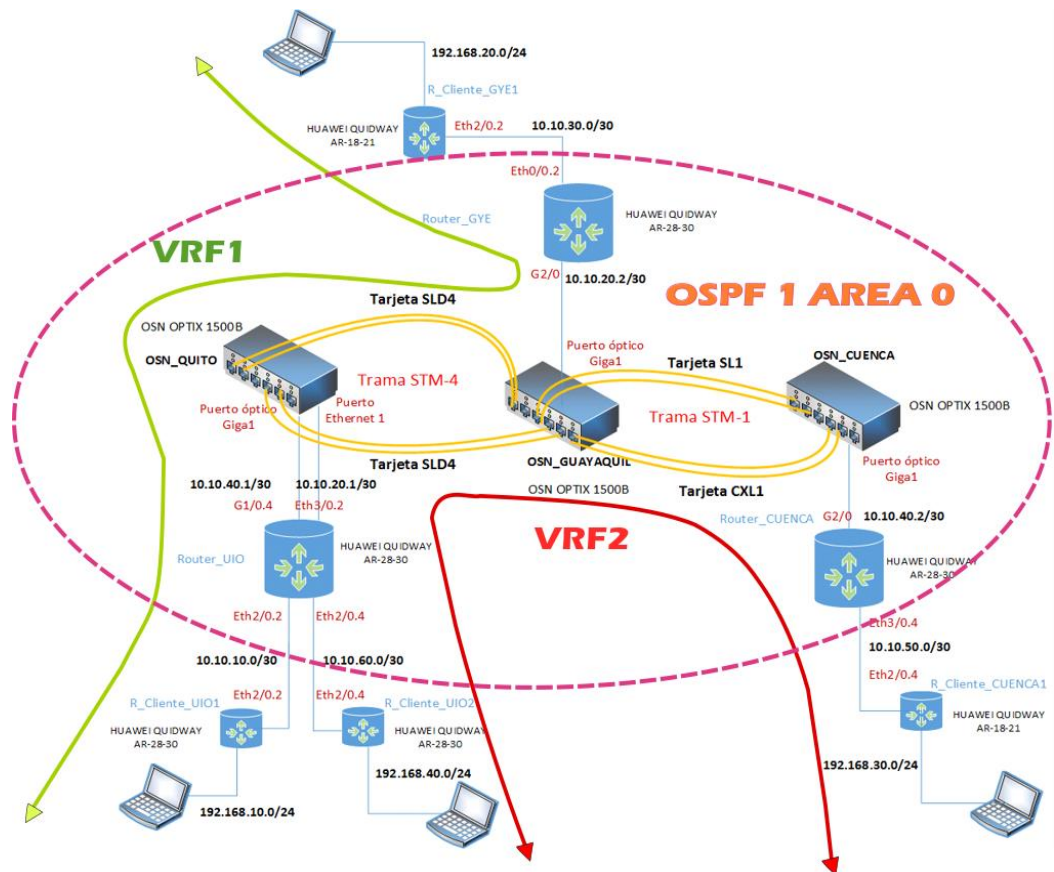 192.168.20.0/24
R_Cliente_GYE1
HUAWEI QUIDWAY
AR-18-21
Eth2/0.2
10.10.30.0/30
Eth0/0.2
Router_GYE
HUAWEI QUIDWAY
AR-28-30
VRF1
G2/0
10.10.20.2/30
OSPF 1 AREA 0
Tarjeta SLD4
OSN OPTIX 1500B
OSN_QUITO
Puerto óptico
Giga1
Tarjeta SL1
OSN_CUENCA
Trama STM-4
Trama STM-1
OSN OPTIX 1500B
Puerto óptico
Giga1
Puerto
Ethernet 1
Tarjeta SLD4
OSN_GUAYAQUIL
OSN OPTIX 1500B
Tarjeta CXL1
Puerto óptico
Giga1
10.10.40.1/30
10.10.20.1/30
G1/0.4
Eth3/0.2
Router_UIO
HUAWEI QUIDWAY
AR-28-30
VRF2
Router_CUENCA
G2/0
10.10.40.2/30
HUAWEI QUIDWAY
AR-28-30
Eth2/0.2
Eth2/0.4
10.10.10.0/30
10.10.60.0/30
Eth3/0.4
10.10.50.0/30
Eth2/0.4
R_Cliente_CUENCA1
HUAWEI QUIDWAY
AR-18-21
Eth2/0.2
Eth2/0.4
R_Cliente_UIO1
HUAWEI QUIDWAY
AR-28-30
R_Cliente_UIO2
HUAWEI QUIDWAY
AR-28-30
192.168.10.0/24
192.168.40.0/24
192.168.30.0/24